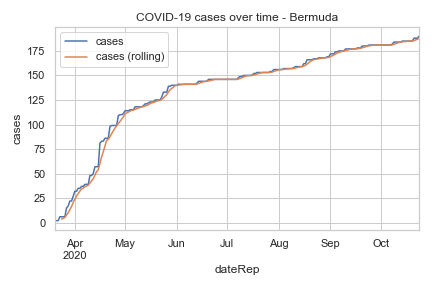 COVID-19 cases over time - Bermuda
cases
cases (rolling)
175
150
125
100
75
50
25
0
cases
Apr
2020
May
Jun
Jul
Aug
Sep
Oct
dateRep